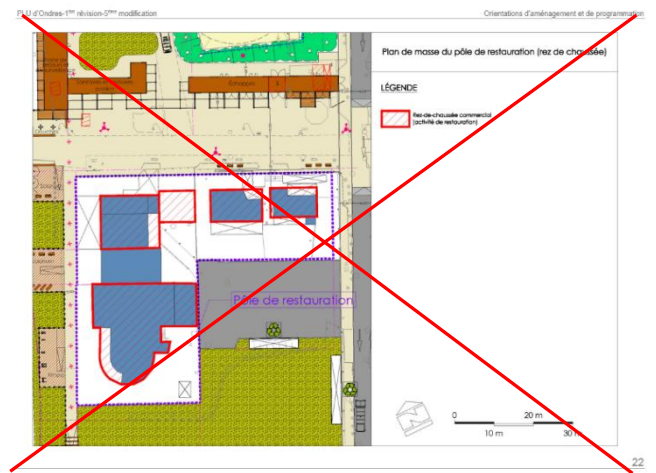 PLU d'Ondres-1ère révision-5ème modification
Orientations d'aménagement et de programmation
Plan de masse du pôle de restauration (rez de chaussée)
LÉGENDE
Rez-de-chaussée commercial
(activité de restauration)
Pôle de restauration
0 20 m
10 m 30 m
22